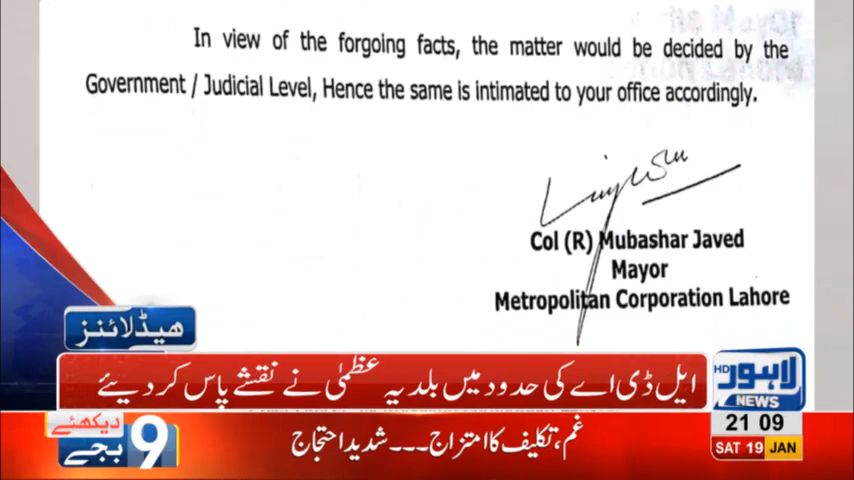 In view of the forgoing facts, the matter would be decided by the
Government / Judicial Level, Hence the same is intimated to your office accordingly.
Col (R) Mubashar Javed
Mayor
Metropolitan Corporation Lahore
ہیڈلائنز
ایل ڈی اے کی حدود میں بلدیہ عظمیٰ نے نقشے پاس کر دیئے
HD لاہور
NEWS
21 09
SAT 19 JAN
دیکھئے
9 بجے
غم، تکلیف کا امتزاج ۔۔۔ شدید احتجاج